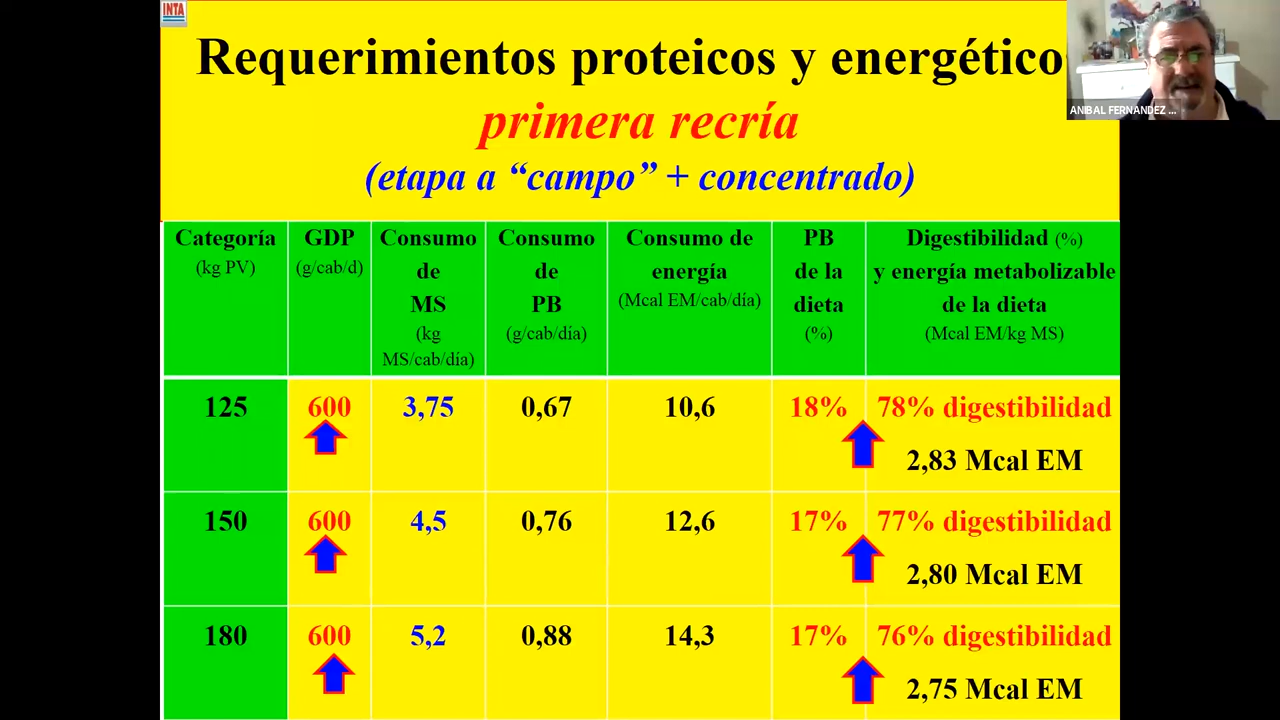 INTA
Requerimientos proteicos y energético
primera recría
(etapa a “campo” + concentrado)
ANIBAL FERNANDEZ ...
Categoría
(kg PV)
GDP
(g/cab/d)
Consumo
de
MS
(kg
MS/cab/día)
Consumo
de
PB
(g/cab/día)
Consumo de
energía
(Mcal EM/cab/día)
PB
de la
dieta
(%)
Digestibilidad (%)
y energía metabolizable
de la dieta
(Mcal EM/kg MS)
125 600 3,75 0,67 10,6 18% 78% digestibilidad
2,83 Mcal EM
150 600 4,5 0,76 12,6 17% 77% digestibilidad
2,80 Mcal EM
180 600 5,2 0,88 14,3 17% 76% digestibilidad
2,75 Mcal EM